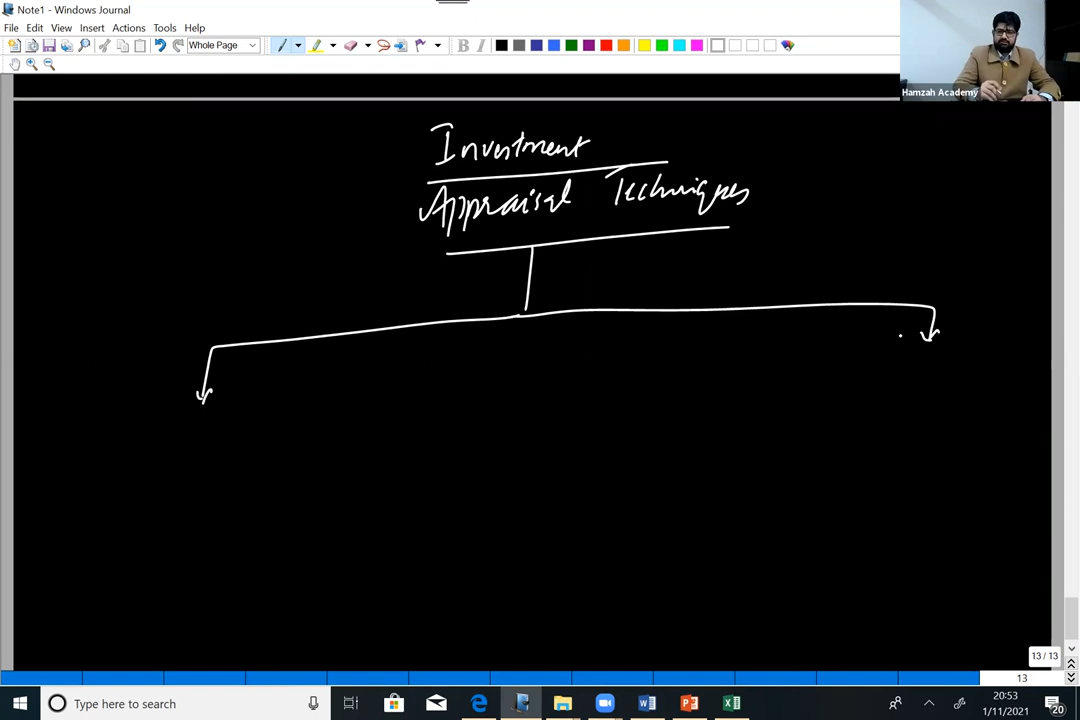 Note1 - Windows Journal
File Edit View Insert Actions Tools Help
Whole Page
B I
Hamzah Academy
Investment
Appraisal Techniques
13 / 13
13
Type here to search
20:53
1/11/2021
20